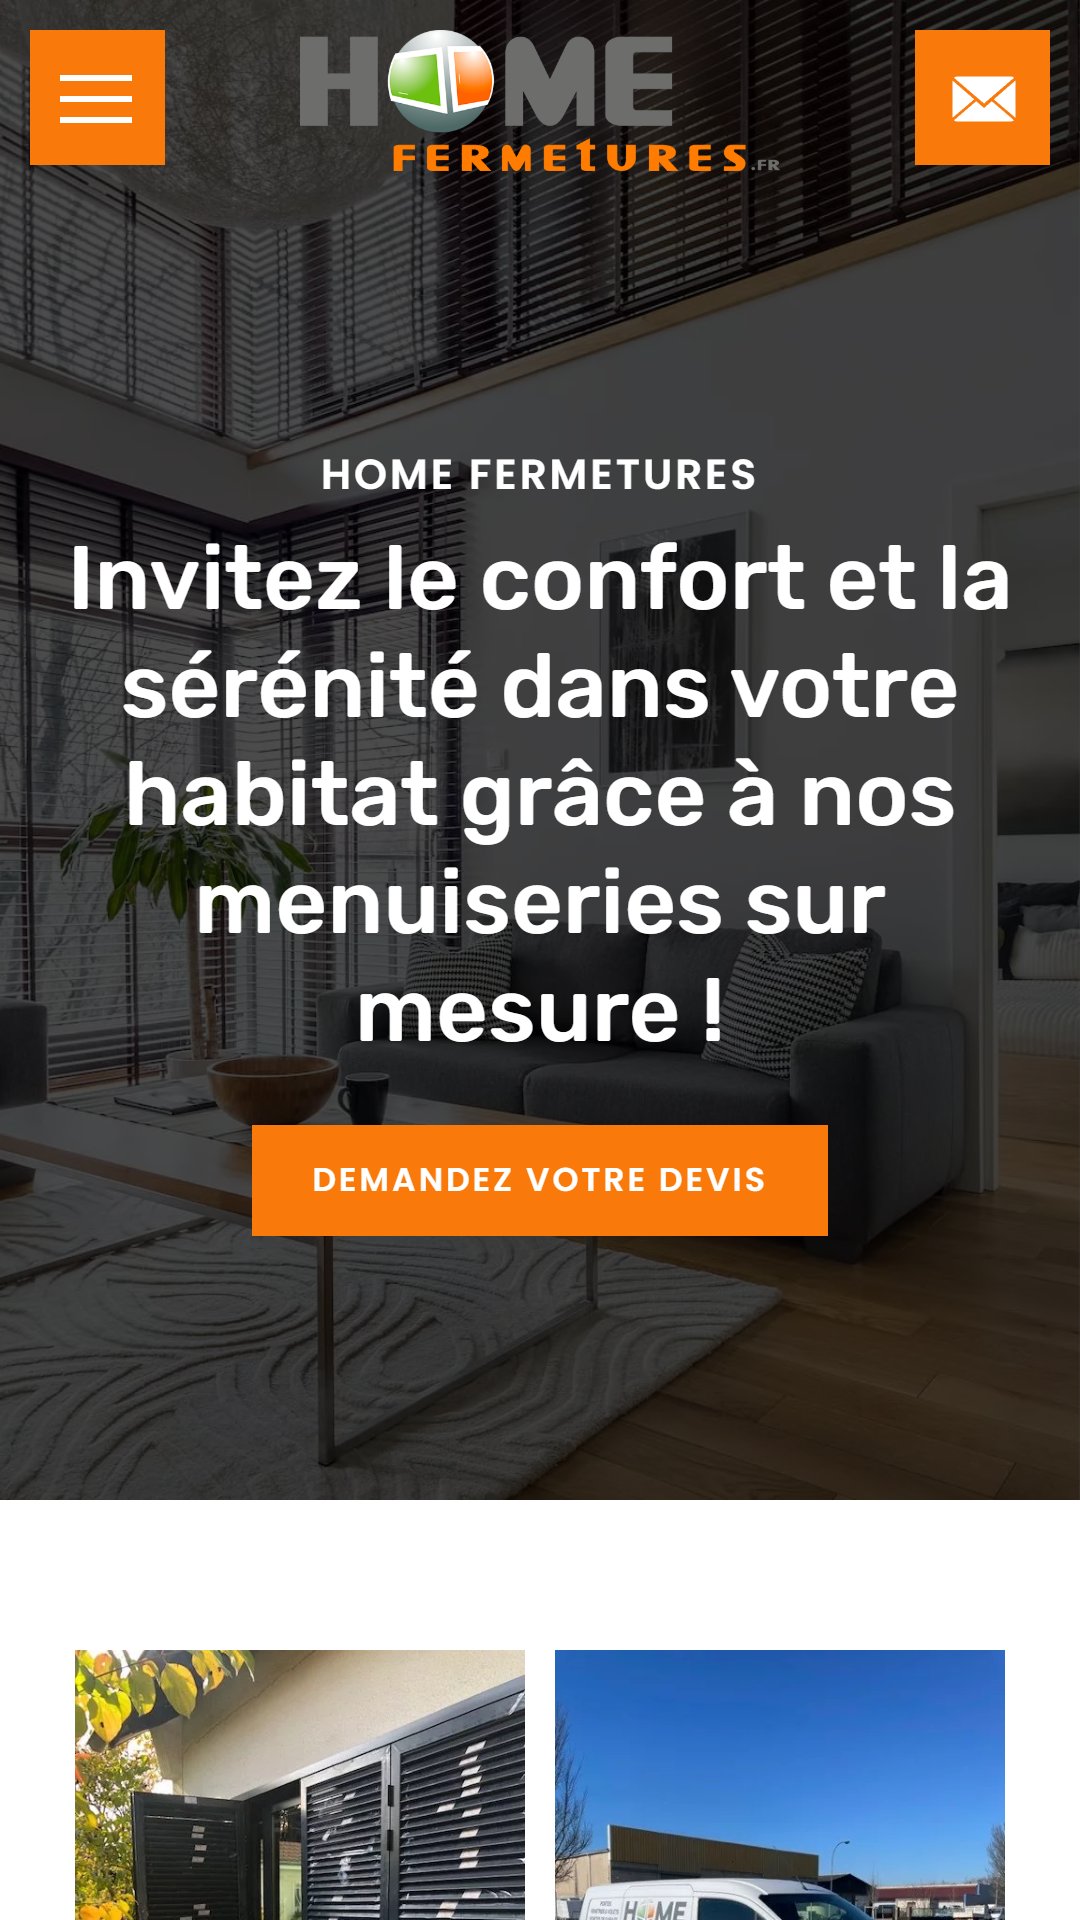 HOME
FERMETURES.FR
HOME FERMETURES
Invitez le confort et la
sérénité dans votre
habitat grâce à nos
menuiseries sur
mesure !
DEMANDEZ VOTRE DEVIS
HOME